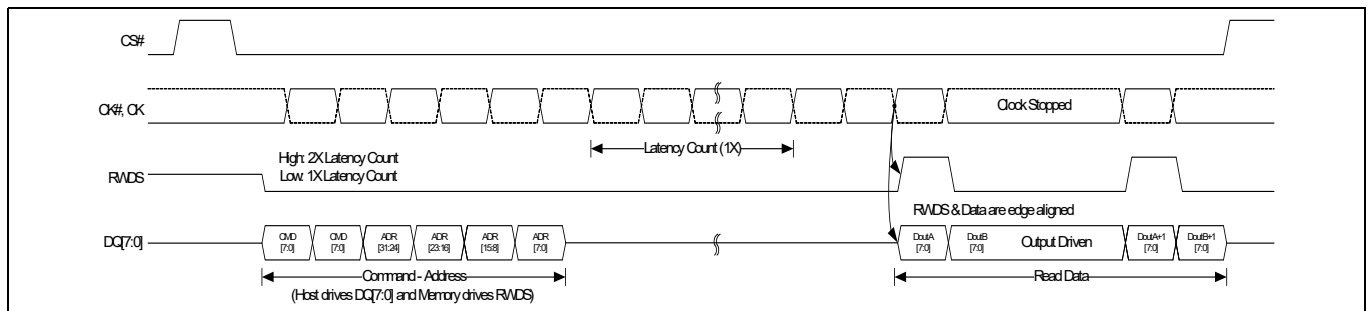 CS#
CK#, CK
Clock Stopped
Latency Count (1X)
High: 2X Latency Count
Low: 1X Latency Count
RWDS
RWDS & Data are edge aligned
DQ[7:0]
CMD [7:0]
CMD [7:0]
ADR [31:24]
ADR [23:16]
ADR [15:8]
ADR [7:0]
DoutA [7:0]
DoutB [7:0]
Output Driven
DoutA+1 [7:0]
DoutB+1 [7:0]
Command - Address
Read Data
(Host drives DQ[7:0] and Memory drives RWDS)